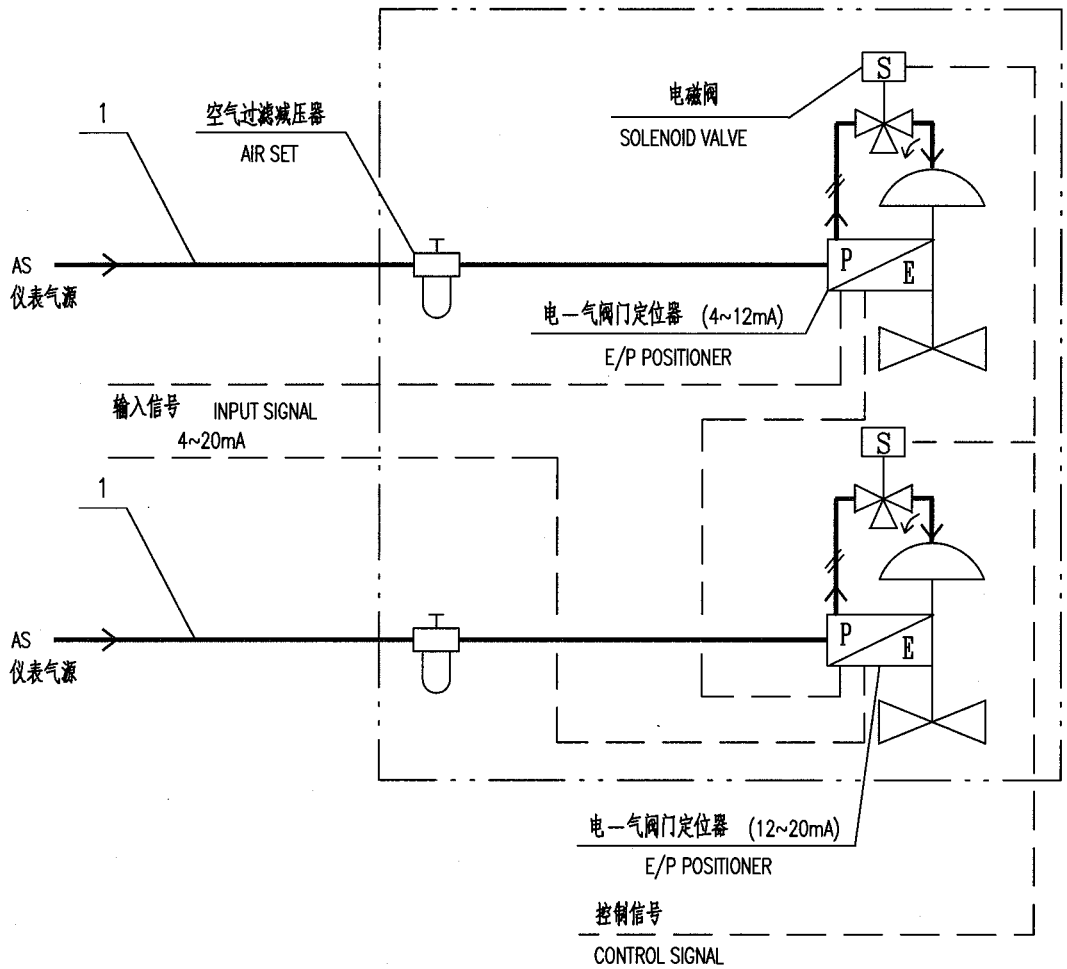 S
1
空气过滤减压器
AIR SET
电磁阀
SOLENOID VALVE
AS
仪表气源
P
E
电—气阀门定位器 (4~12mA)
E/P POSITIONER
输入信号 INPUT SIGNAL
4~20mA
S
1
AS
仪表气源
P
E
电—气阀门定位器 (12~20mA)
E/P POSITIONER
控制信号
CONTROL SIGNAL